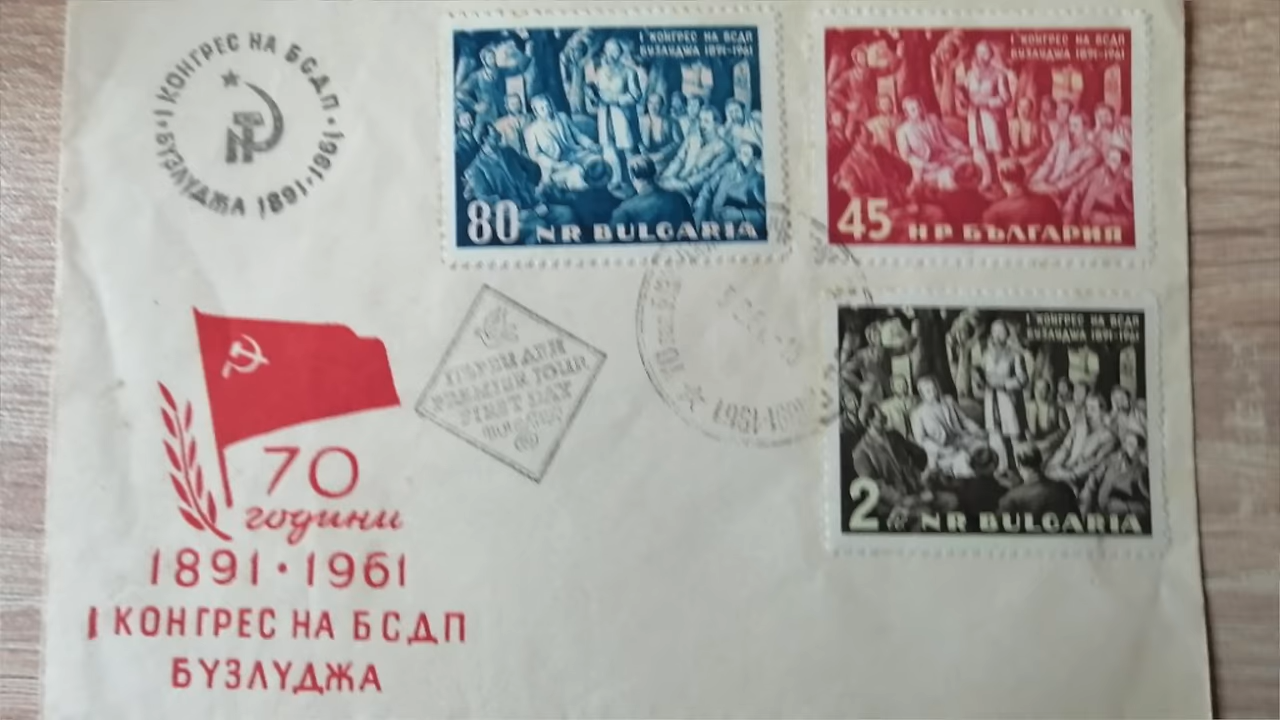 I КОНГРЕС НА БСДП · 1961 ·
БУЗЛУДЖА 1891 ·
I КОНГРЕС НА БСДП
БУЗЛУДЖА 1891-1961
80 NR BULGARIA
I КОНГРЕС НА БСДП
БУЗЛУДЖА 1891-1961
45 НР БЪЛГАРИЯ
I КОНГРЕС НА БСДП
БУЗЛУДЖА 1891-1961
2 NR BULGARIA
ПЪРВИ ДЕН
PREMIER JOUR
FIRST DAY
1961
70
години
1891 · 1961
I КОНГРЕС НА БСДП
БУЗЛУДЖА